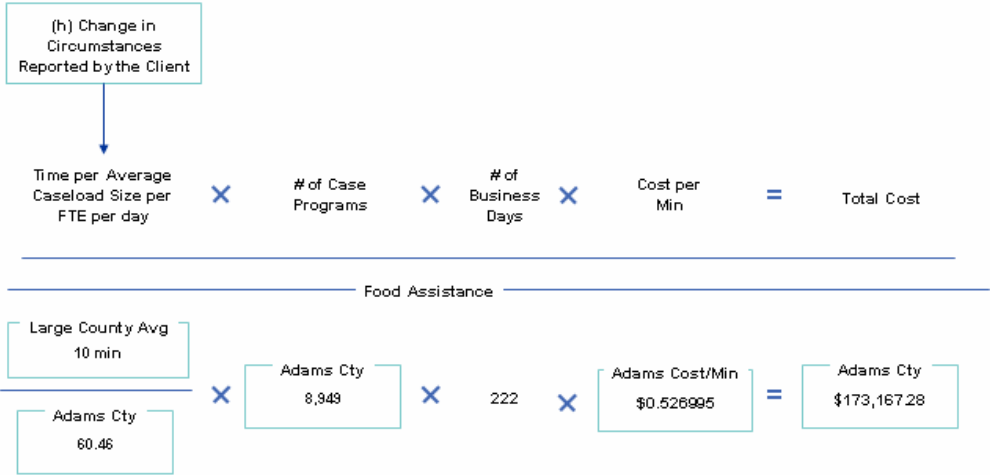 (h) Change in
Circumstances
Reported by the Client
Time per Average
Caseload Size per
FTE per day
×
# of Case
Programs
×
# of
Business
Days
×
Cost per
Min
=
Total Cost
Food Assistance
Large County Avg
10 min
Adams Cty
60.46
×
Adams Cty
8,949
×
222
×
Adams Cost/Min
$0.526995
=
Adams Cty
$173,167.28